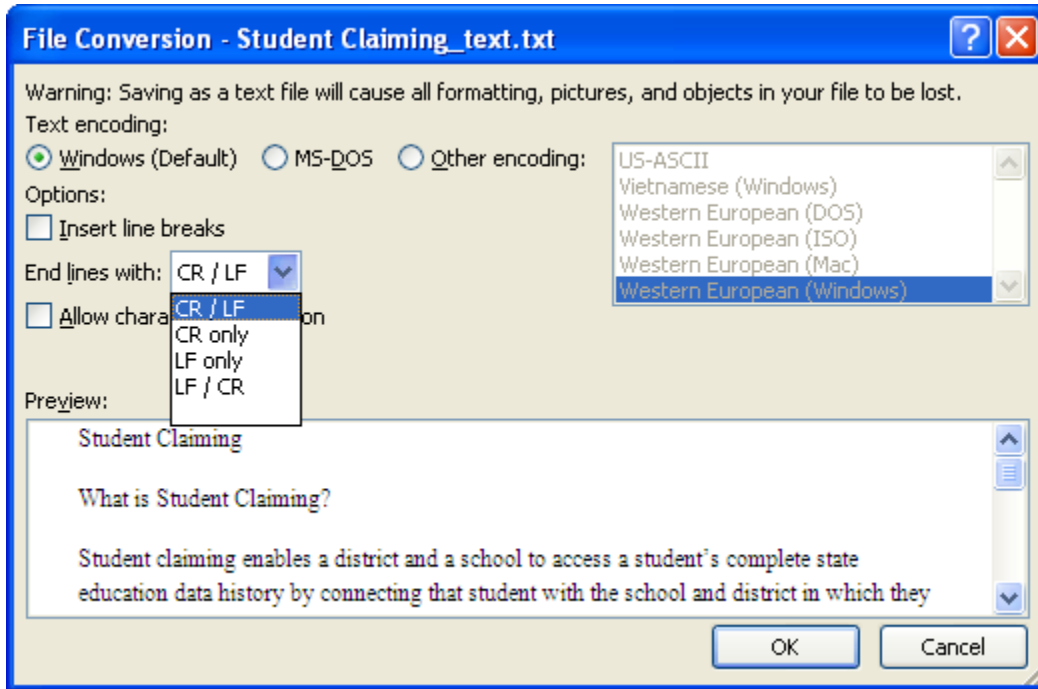 File Conversion - Student Claiming_text.txt
Warning: Saving as a text file will cause all formatting, pictures, and objects in your file to be lost.
Text encoding:
Windows (Default) MS-DOS Other encoding:
US-ASCII
Vietnamese (Windows)
Western European (DOS)
Western European (ISO)
Western European (Mac)
Western European (Windows)
Options:
Insert line breaks
End lines with: CR / LF
CR / LF
CR only
LF only
LF / CR
Allow chara on
Preview:
Student Claiming
What is Student Claiming?
Student claiming enables a district and a school to access a student’s complete state
education data history by connecting that student with the school and district in which they
OK Cancel